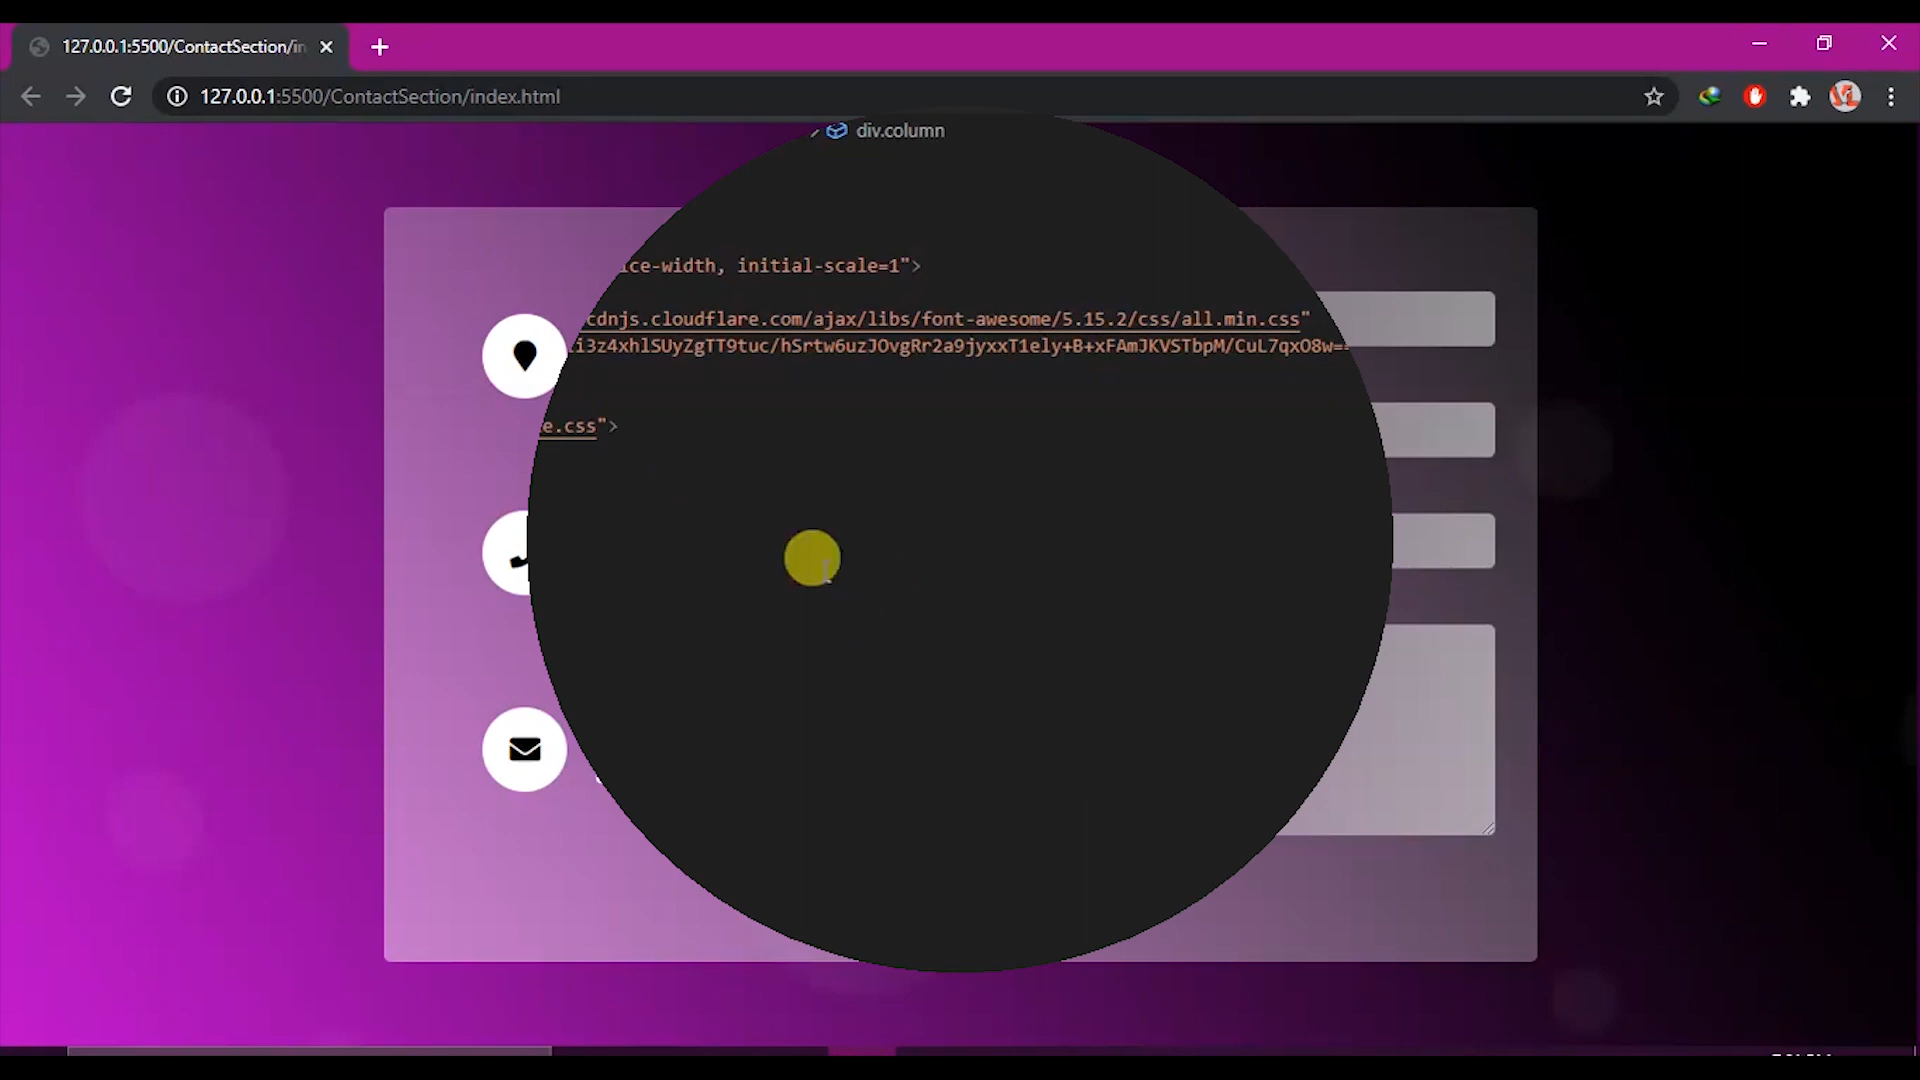 127.0.0.1:5500/ContactSection/in
127.0.0.1:5500/ContactSection/index.html
div.column
ice-width, initial-scale=1">
cdnjs.cloudflare.com/ajax/libs/font-awesome/5.15.2/css/all.min.css"
i3z4xhlSUyZgTT9tuc/hSrtw6uzJOvgRr2a9jyxxT1ely+B+xFAmJKVSTbpM/CuL7qxO8w=
e.css">